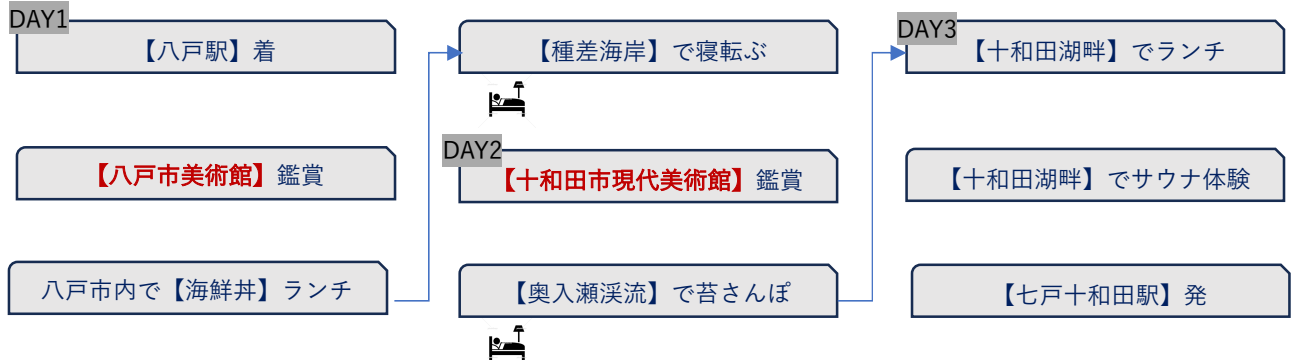 DAY1
【八戸駅】着
【八戸市美術館】鑑賞
八戸市内で【海鮮丼】ランチ
【種差海岸】で寝転ぶ
DAY2
【十和田市現代美術館】鑑賞
【奥入瀬渓流】で苔さんぽ
DAY3
【十和田湖畔】でランチ
【十和田湖畔】でサウナ体験
【七戸十和田駅】発